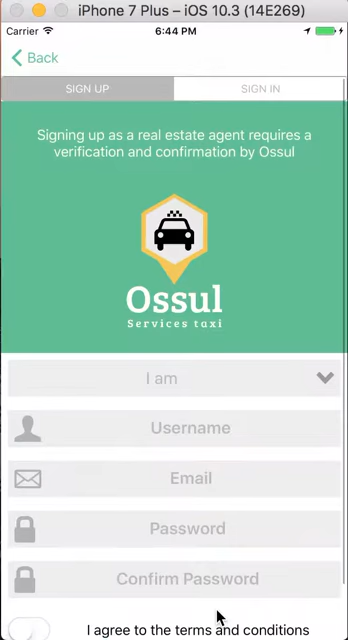 iPhone 7 Plus – iOS 10.3 (14E269)
Carrier 6:44 PM
Back
SIGN UP SIGN IN
Signing up as a real estate agent requires a
verification and confirmation by Ossul
Ossul
Services taxi
I am
Username
Email
Password
Confirm Password
I agree to the terms and conditions